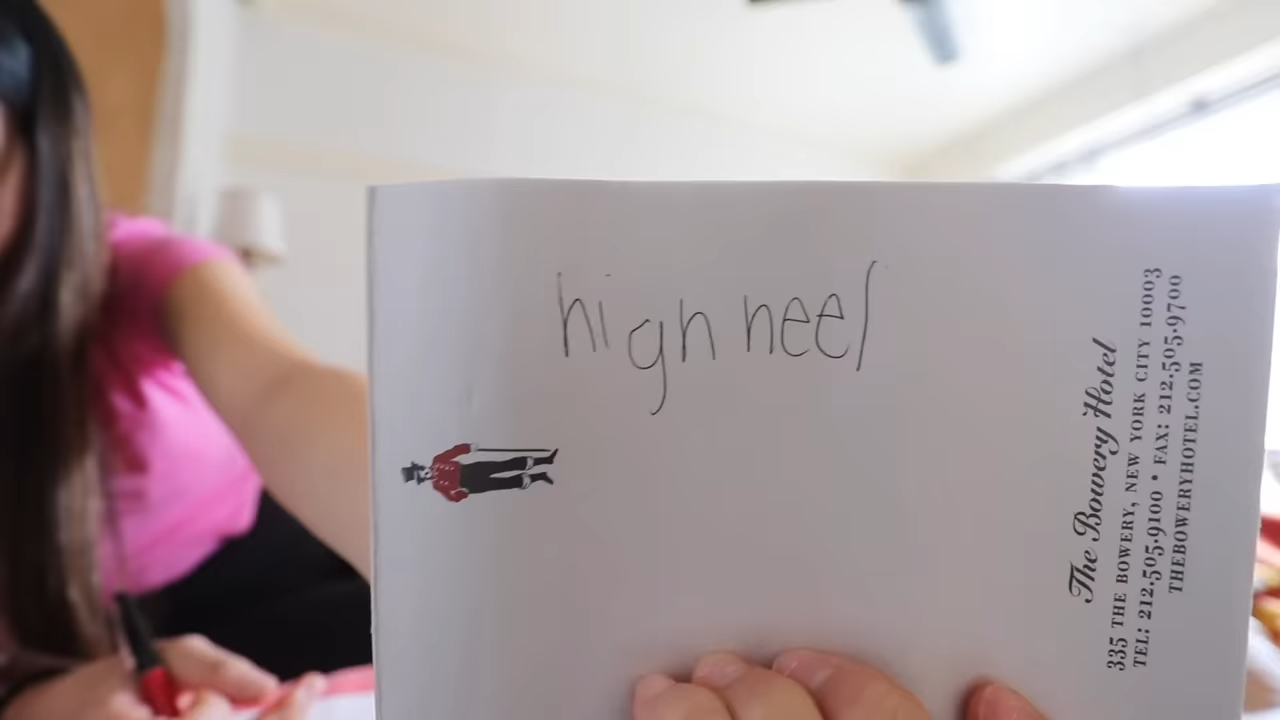 high heel
The Bowery Hotel
335 THE BOWERY, NEW YORK CITY 10003
TEL: 212.505.9100 • FAX: 212.505.9700
THEBOWERYHOTEL.COM